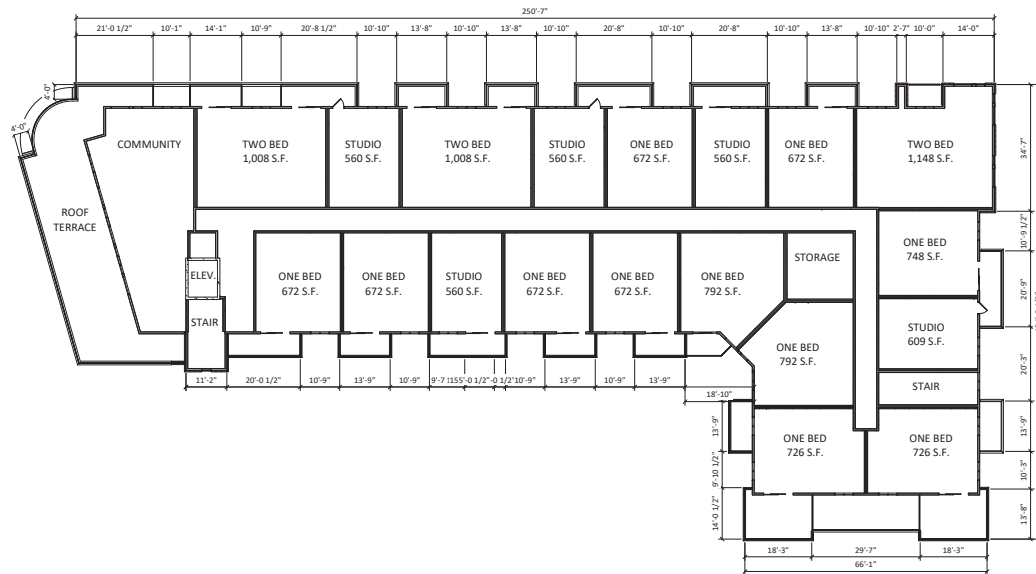 250'-7"
21'-0 1/2" 10'-1" 14'-1" 10'-9" 20'-8 1/2" 10'-10" 13'-8" 10'-10" 13'-8" 10'-10" 20'-8" 10'-10" 20'-8" 10'-10" 13'-8" 10'-10" 2'-7" 10'-0" 14'-0"
4'-0"
4'-0"
COMMUNITY
TWO BED
1,008 S.F.
STUDIO
560 S.F.
TWO BED
1,008 S.F.
STUDIO
560 S.F.
ONE BED
672 S.F.
STUDIO
560 S.F.
ONE BED
672 S.F.
TWO BED
1,148 S.F.
34'-7"
ROOF
TERRACE
ELEV.
STAIR
ONE BED
672 S.F.
ONE BED
672 S.F.
STUDIO
560 S.F.
ONE BED
672 S.F.
ONE BED
672 S.F.
ONE BED
792 S.F.
STORAGE
ONE BED
748 S.F.
10'-9 1/2"
20'-9"
STUDIO
609 S.F.
20'-3"
ONE BED
792 S.F.
STAIR
11'-2" 20'-0 1/2" 10'-9" 13'-9" 10'-9" 10'-9" 13'-9" 10'-9" 13'-9"
18'-10"
13'-9"
9'-10 1/2"
14'-0 1/2"
ONE BED
726 S.F.
ONE BED
726 S.F.
13'-9"
10'-3"
13'-8"
18'-3" 29'-7" 18'-3"
66'-1"